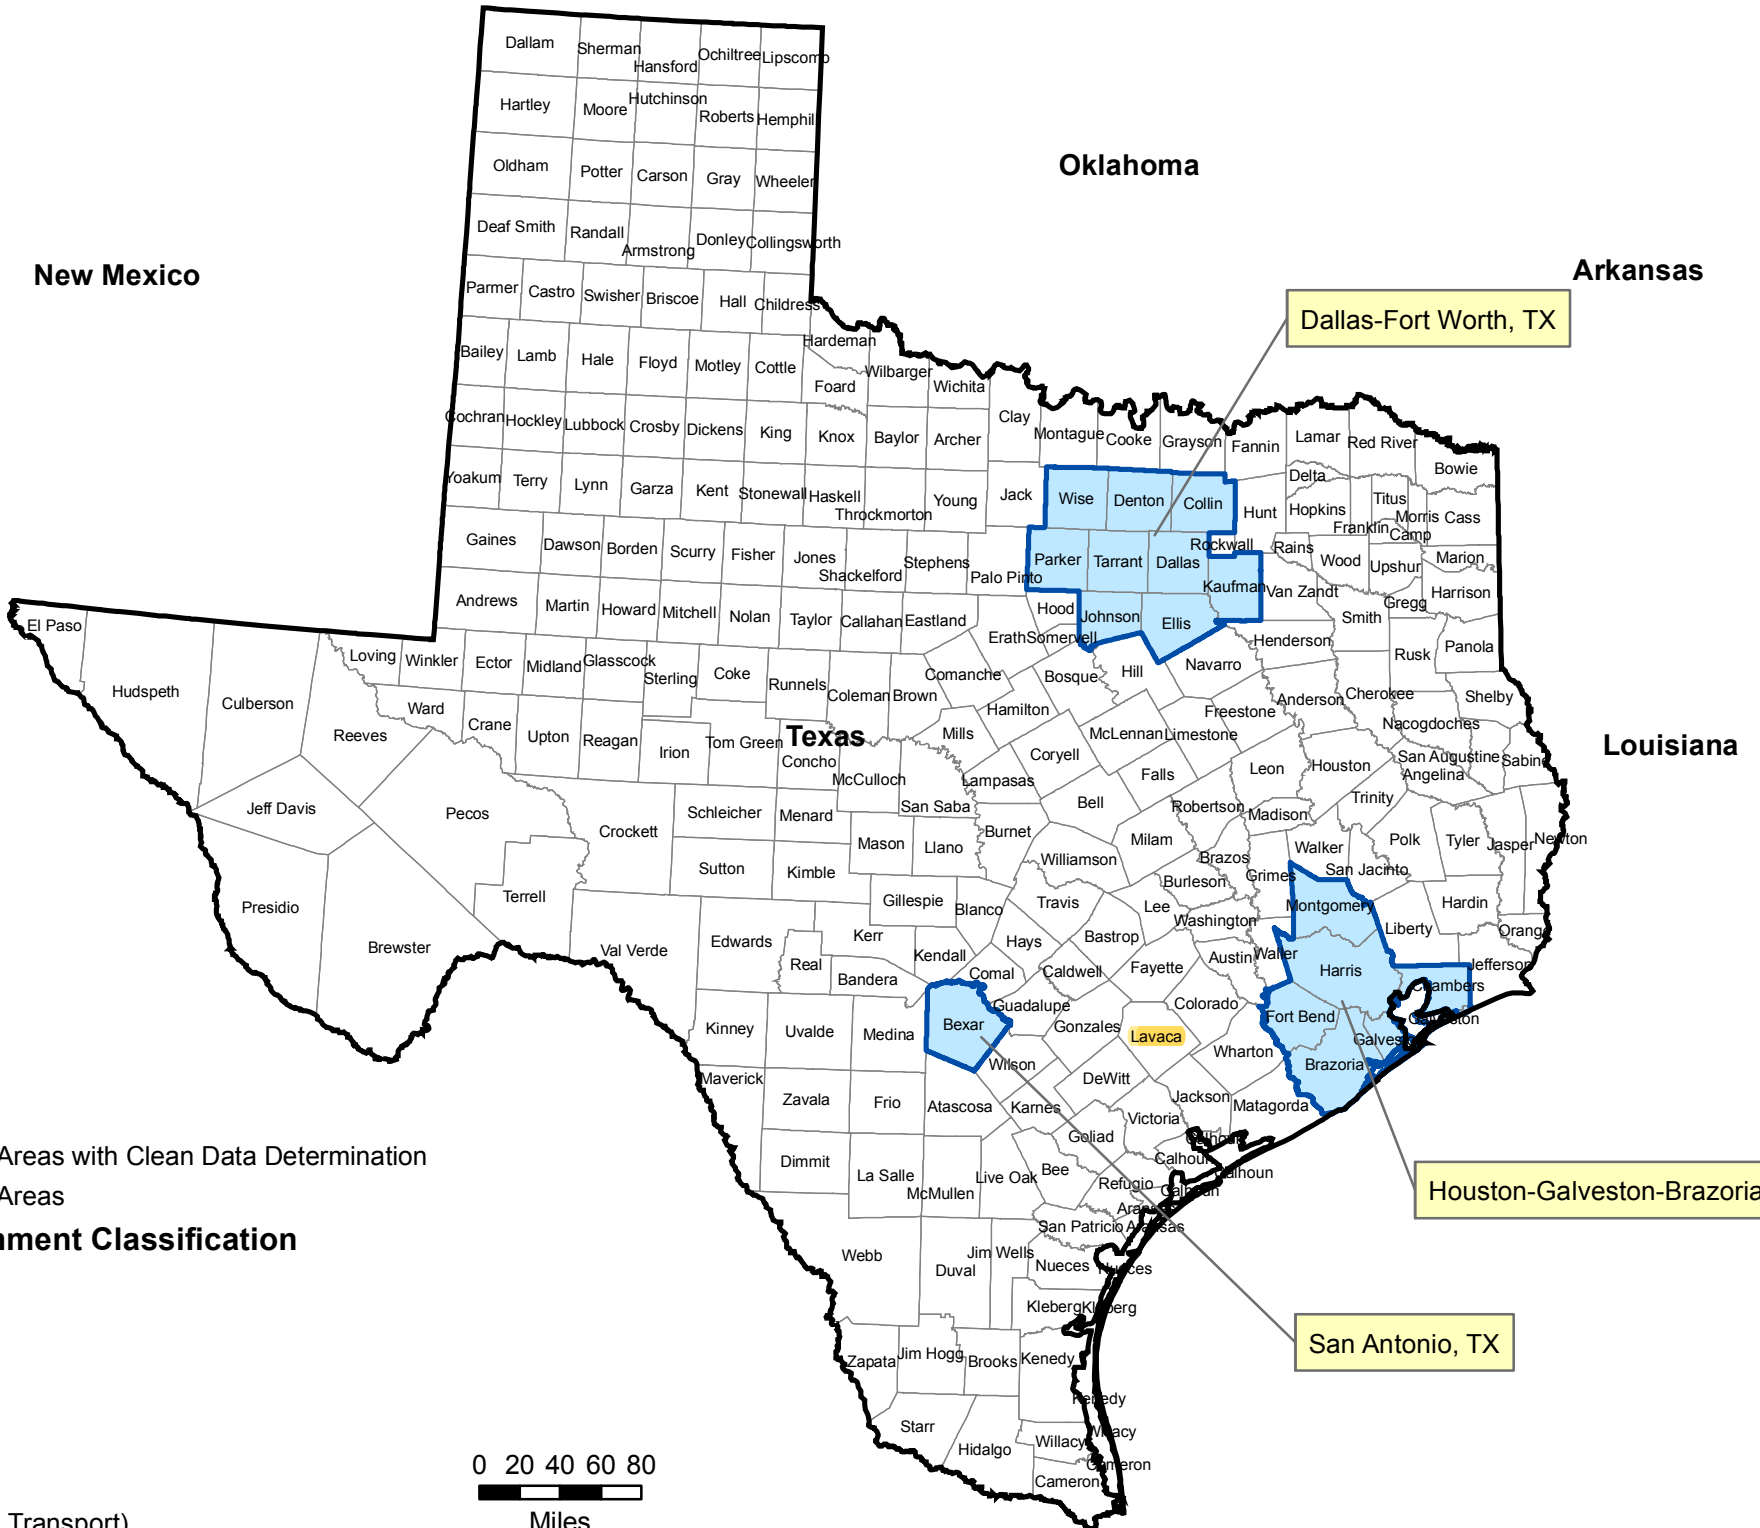 Dallam
Sherman
Hansford
Ochiltree
Lipscomb
Hartley
Moore
Hutchinson
Roberts
Hemphill
Oklahoma
Oldham
Potter
Carson
Gray
Wheeler
Deaf Smith
Randall
Armstrong
Donley
Collingsworth
New Mexico
Arkansas
Parmer
Castro
Swisher
Briscoe
Hall
Childress
Dallas-Fort Worth, TX
Bailey
Lamb
Hale
Floyd
Motley
Cottle
Hardeman
Foard
Wilbarger
Wichita
Cochran
Hockley
Lubbock
Crosby
Dickens
King
Knox
Baylor
Archer
Clay
Montague
Cooke
Grayson
Fannin
Lamar
Red River
Bowie
Yoakum
Terry
Lynn
Garza
Kent
Stonewall
Haskell
Throckmorton
Young
Jack
Wise
Denton
Collin
Hunt
Delta
Hopkins
Franklin
Titus
Morris
Camp
Cass
Gaines
Dawson
Borden
Scurry
Fisher
Jones
Shackelford
Stephens
Palo Pinto
Parker
Tarrant
Dallas
Rockwall
Kaufman
Rains
Van Zandt
Wood
Upshur
Marion
Harrison
Gregg
Smith
Andrews
Martin
Howard
Mitchell
Nolan
Taylor
Callahan
Eastland
Erath
Hood
Somervell
Johnson
Ellis
Henderson
Rusk
Panola
El Paso
Hudspeth
Culberson
Loving
Winkler
Ector
Midland
Glasscock
Sterling
Coke
Runnels
Coleman
Brown
Comanche
Bosque
Hill
Navarro
Hamilton
Anderson
Cherokee
Shelby
Nacogdoches
Reeves
Ward
Crane
Upton
Reagan
Irion
Tom Green
Texas
Concho
McCulloch
Mills
Coryell
McLennan
Limestone
Freestone
Leon
Houston
San Augustine
Angelina
Sabine
Louisiana
Jeff Davis
Pecos
Crockett
Schleicher
Menard
San Saba
Lampasas
Bell
Falls
Robertson
Madison
Trinity
Mason
Llano
Burnet
Williamson
Milam
Brazos
Walker
San Jacinto
Polk
Tyler
Jasper
Newton
Presidio
Brewster
Terrell
Sutton
Kimble
Gillespie
Blanco
Travis
Lee
Burleson
Grimes
Washington
Montgomery
Liberty
Hardin
Orange
Val Verde
Edwards
Real
Kerr
Bandera
Kendall
Comal
Hays
Caldwell
Bastrop
Fayette
Austin
Waller
Harris
Chambers
Jefferson
Kinney
Uvalde
Medina
Bexar
Guadalupe
Gonzales
Lavaca
Colorado
Fort Bend
Galveston
Galves
Wharton
Brazoria
Maverick
Zavala
Frio
Atascosa
Wilson
Karnes
DeWitt
Jackson
Matagorda
Victoria
Goliad
Calhoun
Calhoun
Calhoun
Calhoun
Dimmit
La Salle
McMullen
Live Oak
Bee
Refugio
Aransas
Aransas
San Patricio
Houston-Galveston-Brazoria
Webb
Duval
Jim Wells
Nueces
Nueces
Kleberg
Kleberg
Zapata
Jim Hogg
Brooks
Kenedy
Kenedy
San Antonio, TX
Starr
Hidalgo
Willacy
Willacy
Cameron
Cameron
Areas with Clean Data Determination
Areas
nment Classification
0 20 40 60 80
Miles
Transport)